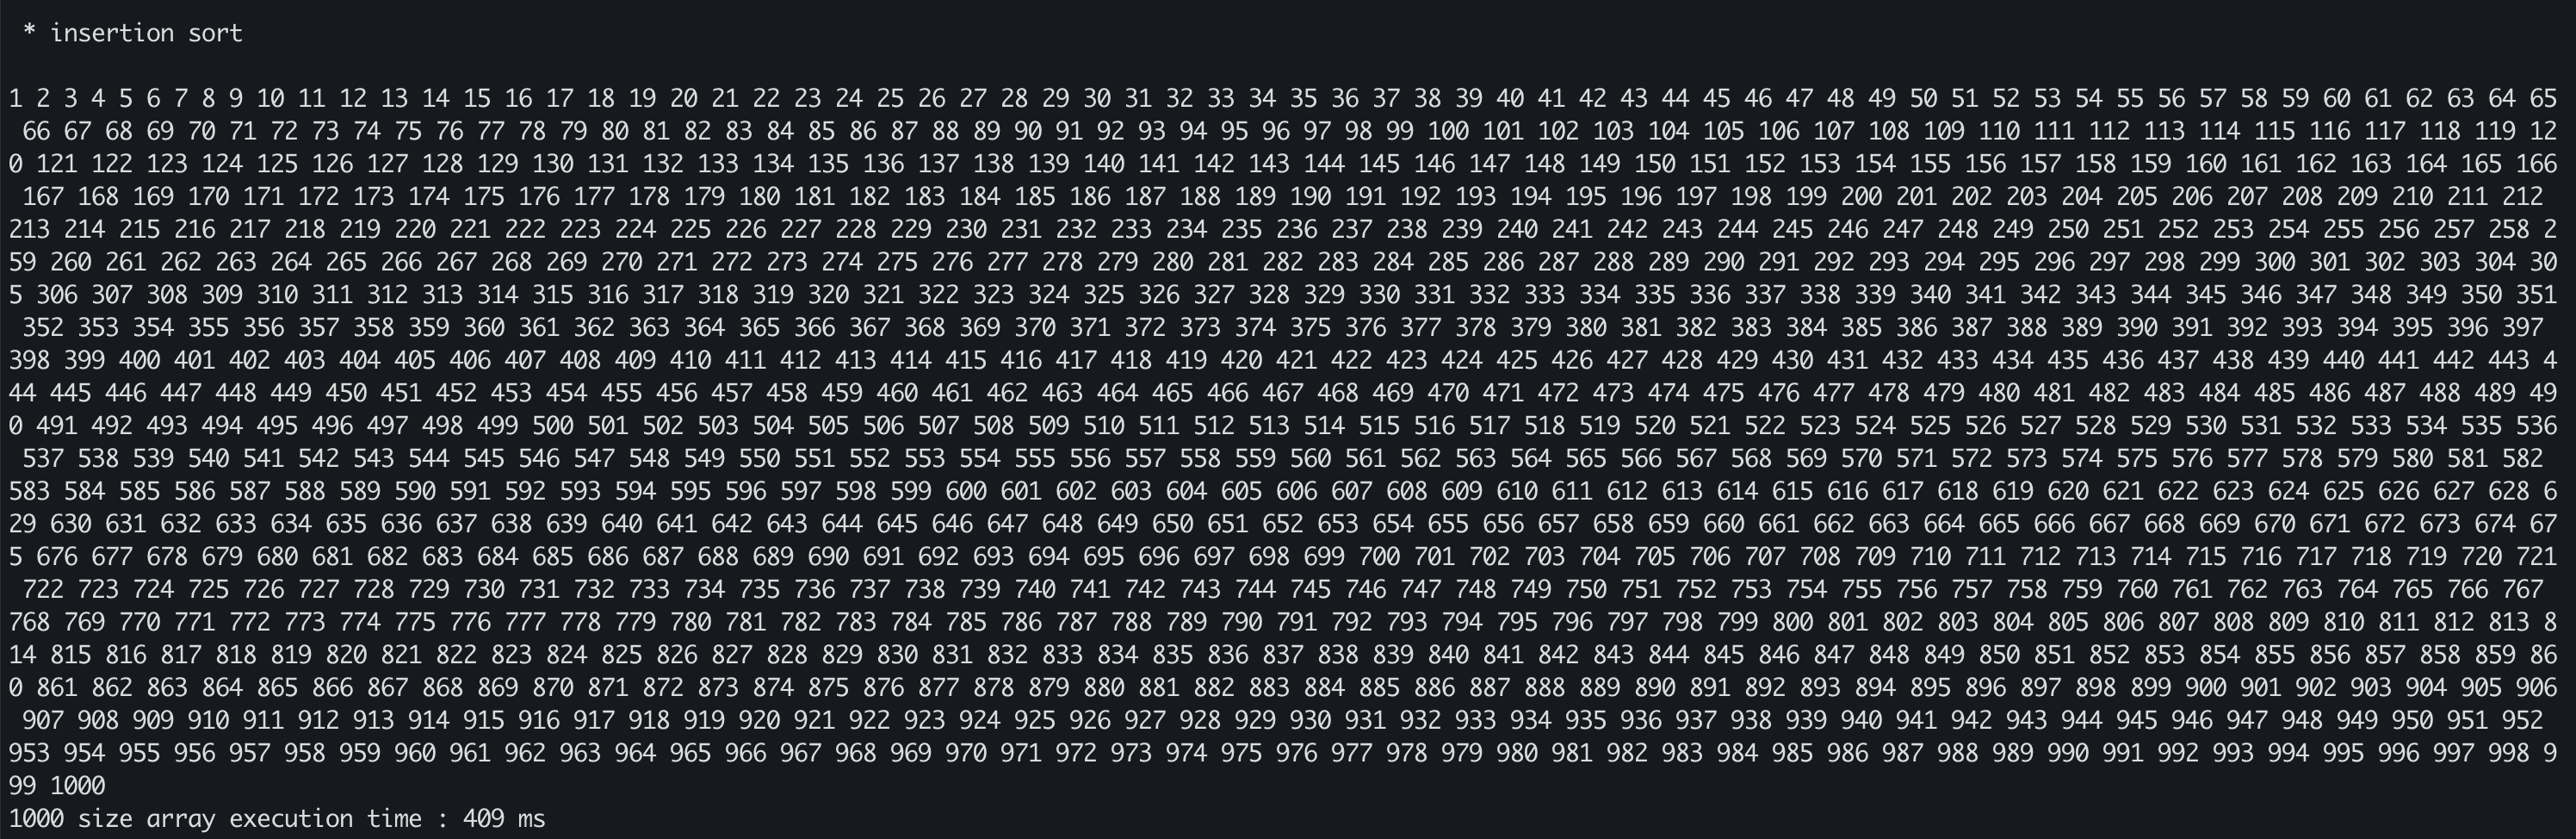 * insertion sort
1 2 3 4 5 6 7 8 9 10 11 12 13 14 15 16 17 18 19 20 21 22 23 24 25 26 27 28 29 30 31 32 33 34 35 36 37 38 39 40 41 42 43 44 45 46 47 48 49 50 51 52 53 54 55 56 57 58 59 60 61 62 63 64 65
66 67 68 69 70 71 72 73 74 75 76 77 78 79 80 81 82 83 84 85 86 87 88 89 90 91 92 93 94 95 96 97 98 99 100 101 102 103 104 105 106 107 108 109 110 111 112 113 114 115 116 117 118 119 12
0 121 122 123 124 125 126 127 128 129 130 131 132 133 134 135 136 137 138 139 140 141 142 143 144 145 146 147 148 149 150 151 152 153 154 155 156 157 158 159 160 161 162 163 164 165 166
167 168 169 170 171 172 173 174 175 176 177 178 179 180 181 182 183 184 185 186 187 188 189 190 191 192 193 194 195 196 197 198 199 200 201 202 203 204 205 206 207 208 209 210 211 212
213 214 215 216 217 218 219 220 221 222 223 224 225 226 227 228 229 230 231 232 233 234 235 236 237 238 239 240 241 242 243 244 245 246 247 248 249 250 251 252 253 254 255 256 257 258 2
59 260 261 262 263 264 265 266 267 268 269 270 271 272 273 274 275 276 277 278 279 280 281 282 283 284 285 286 287 288 289 290 291 292 293 294 295 296 297 298 299 300 301 302 303 304 30
5 306 307 308 309 310 311 312 313 314 315 316 317 318 319 320 321 322 323 324 325 326 327 328 329 330 331 332 333 334 335 336 337 338 339 340 341 342 343 344 345 346 347 348 349 350 351
352 353 354 355 356 357 358 359 360 361 362 363 364 365 366 367 368 369 370 371 372 373 374 375 376 377 378 379 380 381 382 383 384 385 386 387 388 389 390 391 392 393 394 395 396 397
398 399 400 401 402 403 404 405 406 407 408 409 410 411 412 413 414 415 416 417 418 419 420 421 422 423 424 425 426 427 428 429 430 431 432 433 434 435 436 437 438 439 440 441 442 443 4
44 445 446 447 448 449 450 451 452 453 454 455 456 457 458 459 460 461 462 463 464 465 466 467 468 469 470 471 472 473 474 475 476 477 478 479 480 481 482 483 484 485 486 487 488 489 49
0 491 492 493 494 495 496 497 498 499 500 501 502 503 504 505 506 507 508 509 510 511 512 513 514 515 516 517 518 519 520 521 522 523 524 525 526 527 528 529 530 531 532 533 534 535 536
537 538 539 540 541 542 543 544 545 546 547 548 549 550 551 552 553 554 555 556 557 558 559 560 561 562 563 564 565 566 567 568 569 570 571 572 573 574 575 576 577 578 579 580 581 582
583 584 585 586 587 588 589 590 591 592 593 594 595 596 597 598 599 600 601 602 603 604 605 606 607 608 609 610 611 612 613 614 615 616 617 618 619 620 621 622 623 624 625 626 627 628 6
29 630 631 632 633 634 635 636 637 638 639 640 641 642 643 644 645 646 647 648 649 650 651 652 653 654 655 656 657 658 659 660 661 662 663 664 665 666 667 668 669 670 671 672 673 674 67
5 676 677 678 679 680 681 682 683 684 685 686 687 688 689 690 691 692 693 694 695 696 697 698 699 700 701 702 703 704 705 706 707 708 709 710 711 712 713 714 715 716 717 718 719 720 721
722 723 724 725 726 727 728 729 730 731 732 733 734 735 736 737 738 739 740 741 742 743 744 745 746 747 748 749 750 751 752 753 754 755 756 757 758 759 760 761 762 763 764 765 766 767
768 769 770 771 772 773 774 775 776 777 778 779 780 781 782 783 784 785 786 787 788 789 790 791 792 793 794 795 796 797 798 799 800 801 802 803 804 805 806 807 808 809 810 811 812 813 8
14 815 816 817 818 819 820 821 822 823 824 825 826 827 828 829 830 831 832 833 834 835 836 837 838 839 840 841 842 843 844 845 846 847 848 849 850 851 852 853 854 855 856 857 858 859 86
0 861 862 863 864 865 866 867 868 869 870 871 872 873 874 875 876 877 878 879 880 881 882 883 884 885 886 887 888 889 890 891 892 893 894 895 896 897 898 899 900 901 902 903 904 905 906
907 908 909 910 911 912 913 914 915 916 917 918 919 920 921 922 923 924 925 926 927 928 929 930 931 932 933 934 935 936 937 938 939 940 941 942 943 944 945 946 947 948 949 950 951 952
953 954 955 956 957 958 959 960 961 962 963 964 965 966 967 968 969 970 971 972 973 974 975 976 977 978 979 980 981 982 983 984 985 986 987 988 989 990 991 992 993 994 995 996 997 998 9
99 1000
1000 size array execution time : 409 ms